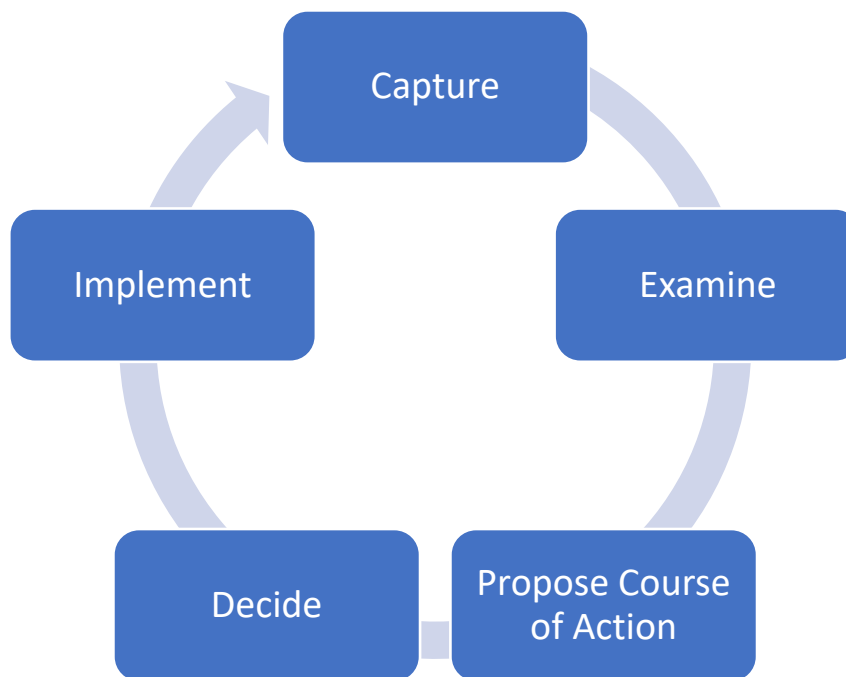 Capture
Examine
Propose Course
of Action
Decide
Implement